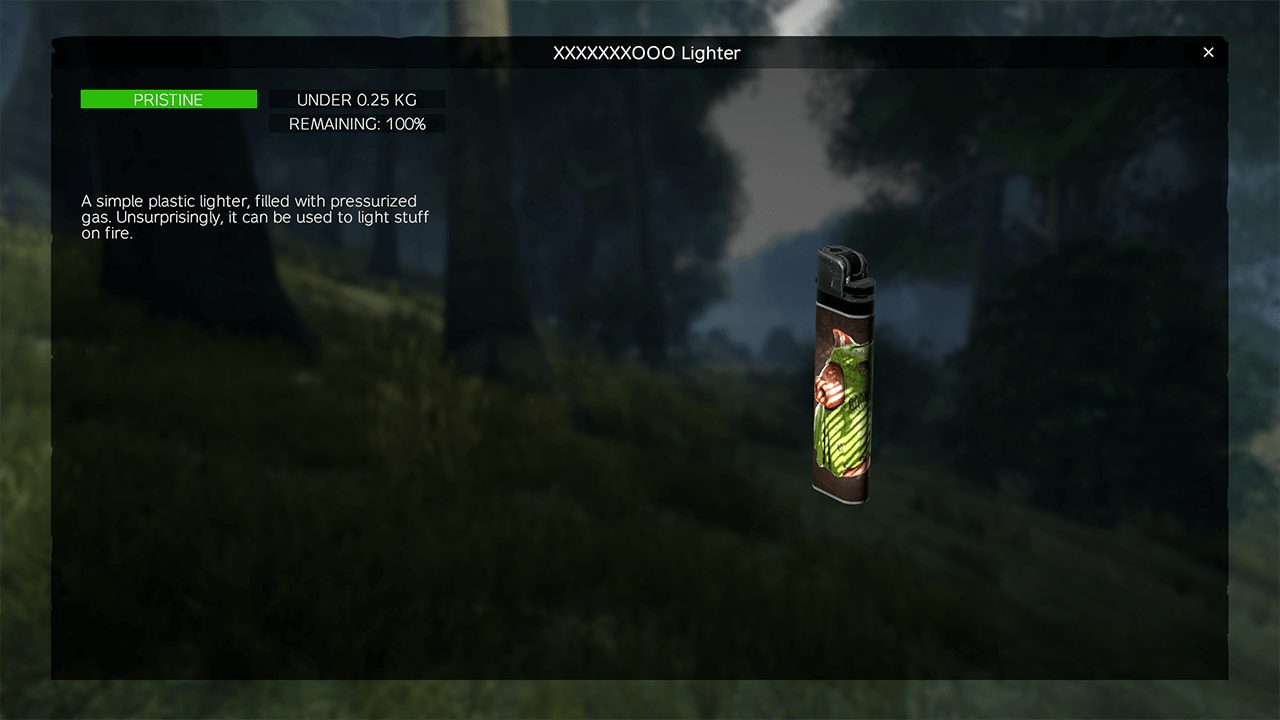 XXXXXXXOOO Lighter
PRISTINE
UNDER 0.25 KG
REMAINING: 100%
A simple plastic lighter, filled with pressurized
gas. Unsurprisingly, it can be used to light stuff
on fire.